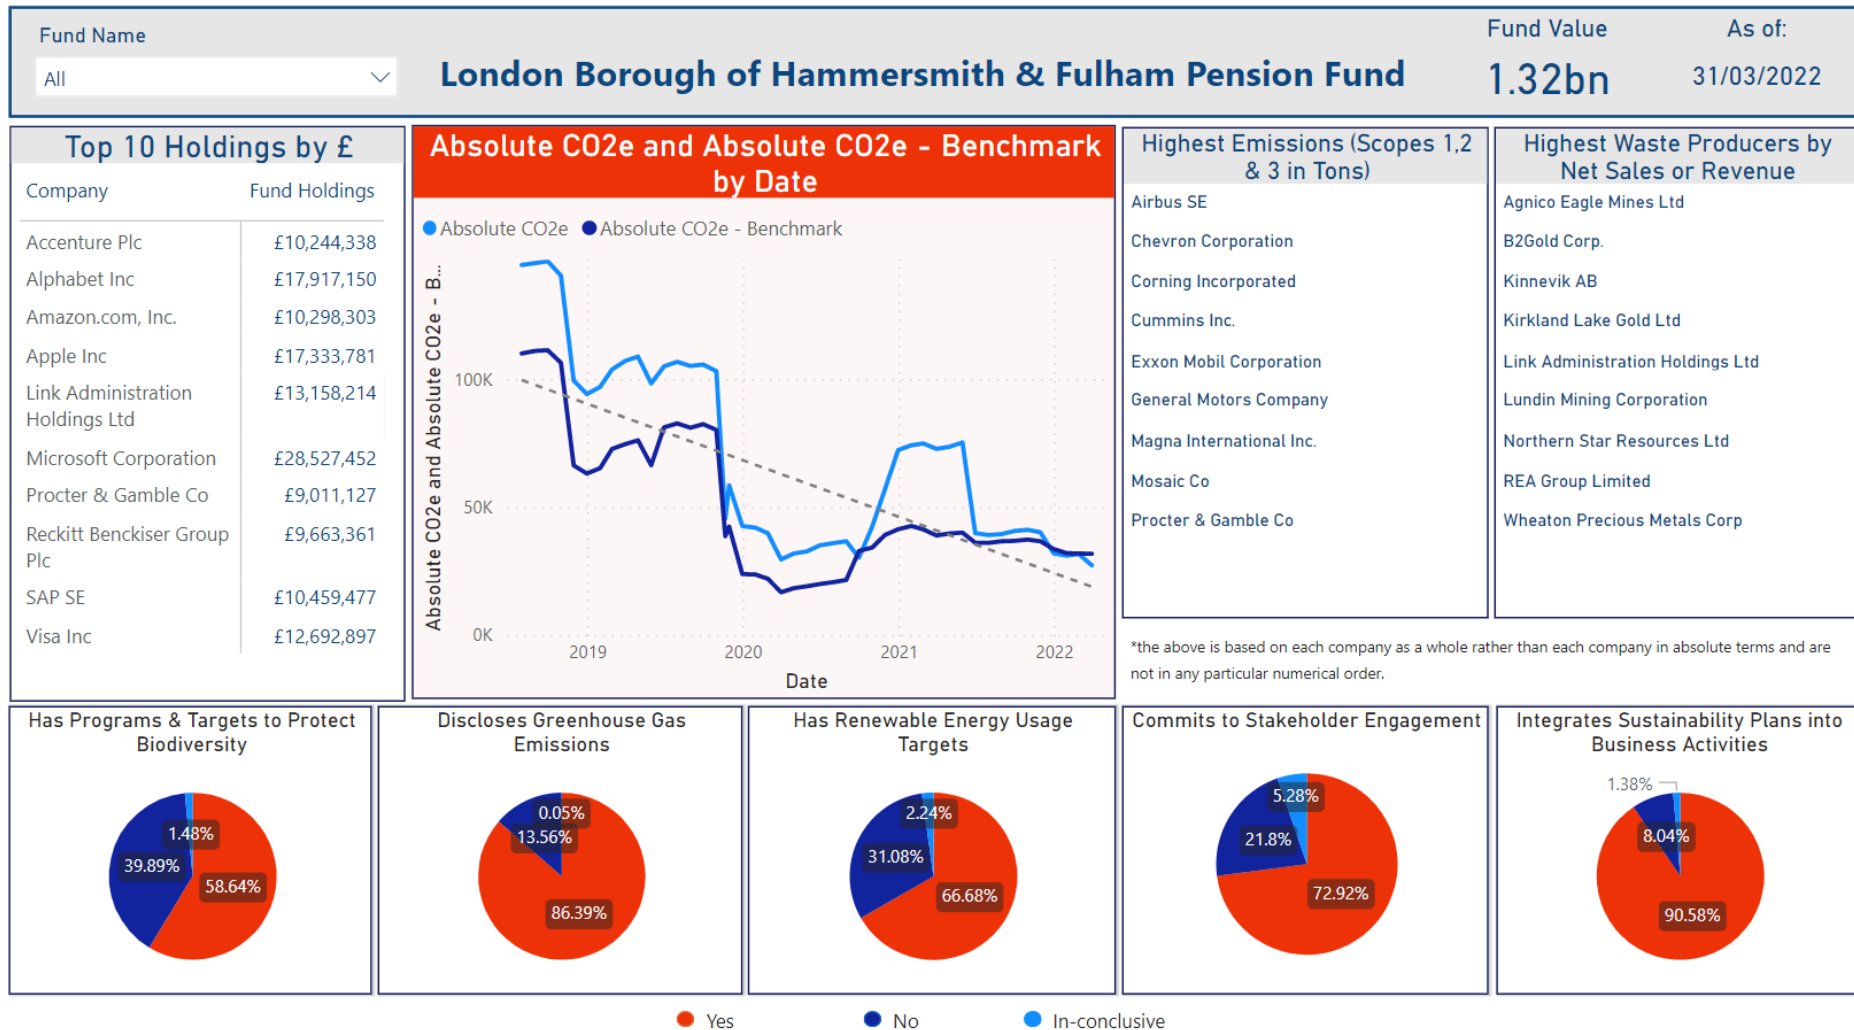 Fund Name
All
London Borough of Hammersmith & Fulham Pension Fund
Fund Value
1.32bn
As of:
31/03/2022
Top 10 Holdings by £
Company Fund Holdings
Accenture Plc £10,244,338
Alphabet Inc £17,917,150
Amazon.com, Inc. £10,298,303
Apple Inc £17,333,781
Link Administration £13,158,214
Holdings Ltd
Microsoft Corporation £28,527,452
Procter & Gamble Co £9,011,127
Reckitt Benckiser Group £9,663,361
Plc
SAP SE £10,459,477
Visa Inc £12,692,897
Absolute CO2e and Absolute CO2e - Benchmark
by Date
Absolute CO2e Absolute CO2e - Benchmark
Absolute CO2e and Absolute CO2e - B...
100K
50K
0K
2019 2020 2021 2022
Date
Highest Emissions (Scopes 1,2
& 3 in Tons)
Airbus SE
Chevron Corporation
Corning Incorporated
Cummins Inc.
Exxon Mobil Corporation
General Motors Company
Magna International Inc.
Mosaic Co
Procter & Gamble Co
Highest Waste Producers by
Net Sales or Revenue
Agnico Eagle Mines Ltd
B2Gold Corp.
Kinnevik AB
Kirkland Lake Gold Ltd
Link Administration Holdings Ltd
Lundin Mining Corporation
Northern Star Resources Ltd
REA Group Limited
Wheaton Precious Metals Corp
*the above is based on each company as a whole rather than each company in absolute terms and are
not in any particular numerical order.
Has Programs & Targets to Protect
Biodiversity
1.48%
39.89%
58.64%
Discloses Greenhouse Gas
Emissions
0.05%
13.56%
86.39%
Has Renewable Energy Usage
Targets
2.24%
31.08%
66.68%
Commits to Stakeholder Engagement
5.28%
21.8%
72.92%
Integrates Sustainability Plans into
Business Activities
1.38%
8.04%
90.58%
Yes No In-conclusive